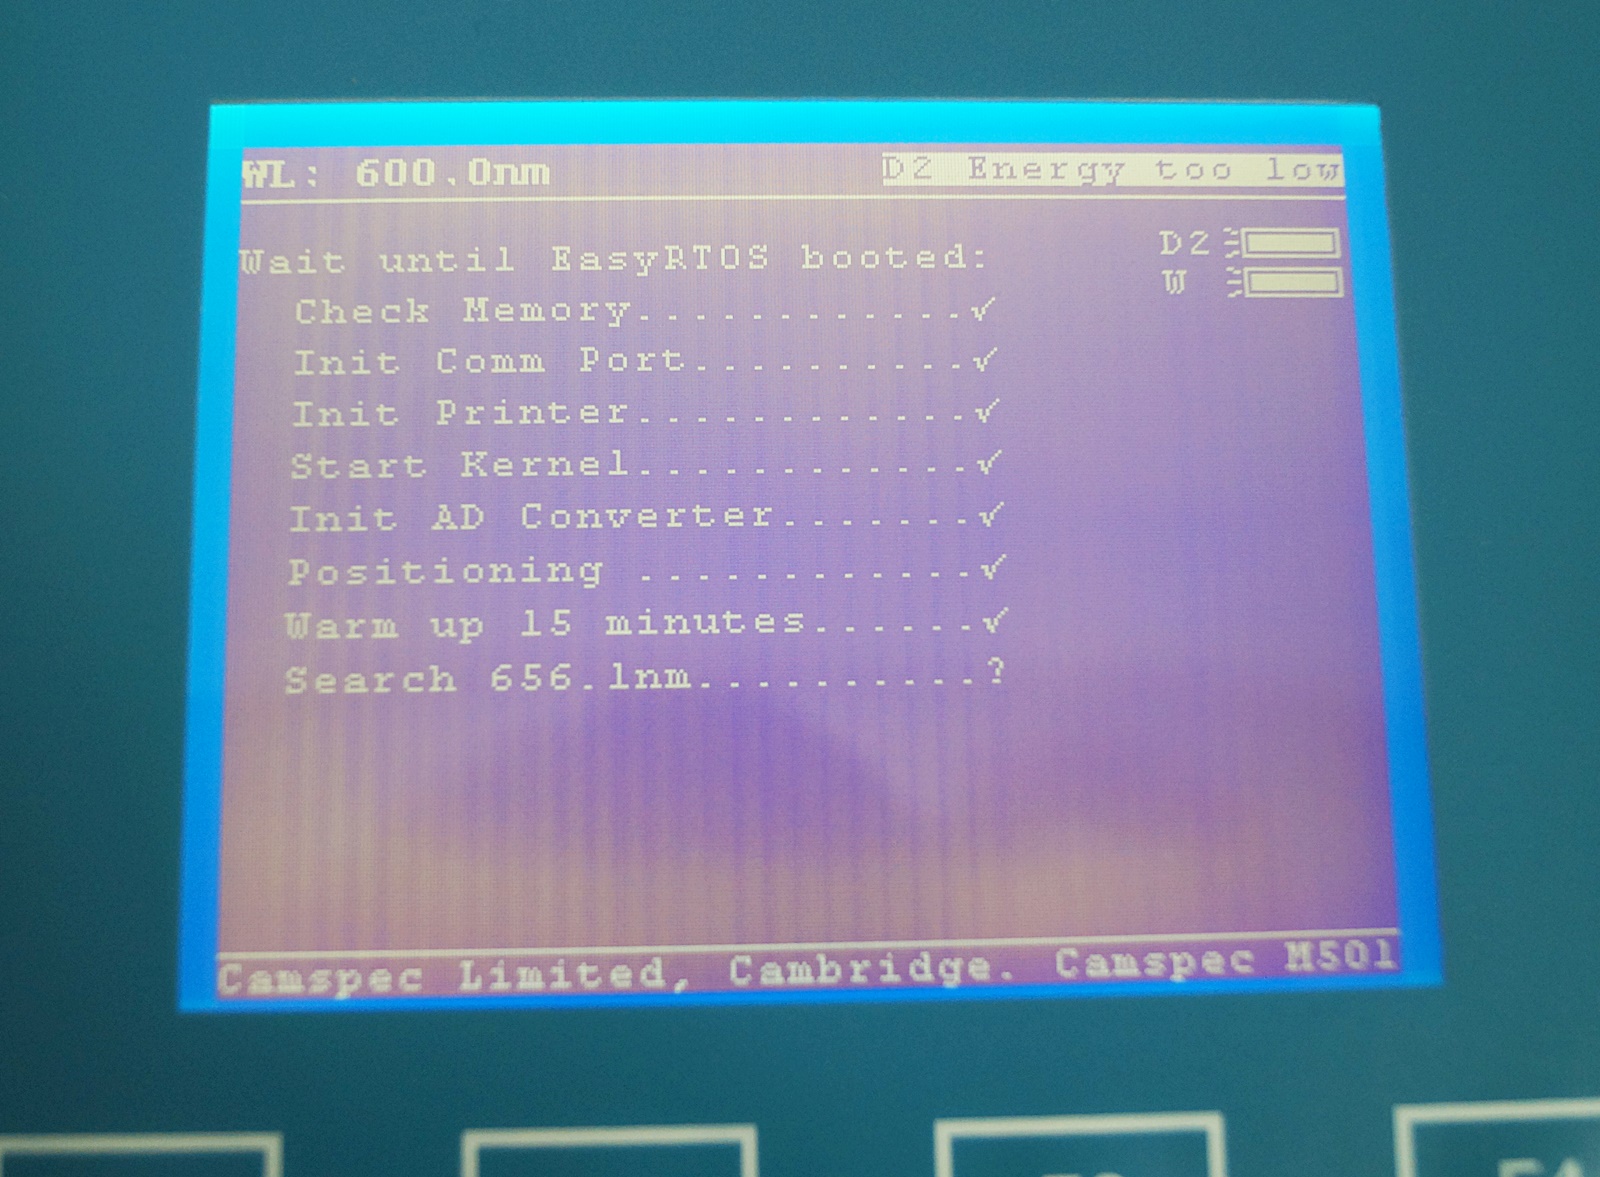 WL: 600.0nm D2 Energy too low
Wait until EasyRTOS booted:
D2
Check Memory............✓
W
Init Comm Port..........✓
Init Printer............✓
Start Kernel............✓
Init AD Converter.......✓
Positioning ............✓
Warm up 15 minutes......✓
Search 656.1nm..........?
Camspec Limited, Cambridge. Camspec M501